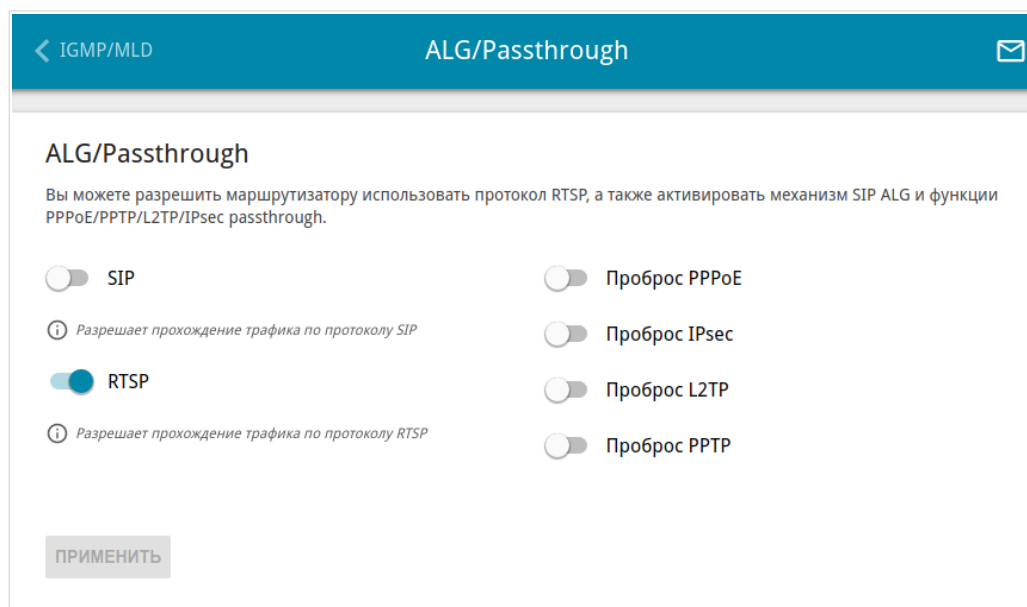 IGMP/MLD
ALG/Passthrough
ALG/Passthrough
Вы можете разрешить маршрутизатору использовать протокол RTSP, а также активировать механизм SIP ALG и функции
PPPoE/PPTP/L2TP/IPsec passthrough.
SIP
Разрешает прохождение трафика по протоколу SIP
RTSP
Разрешает прохождение трафика по протоколу RTSP
Проброс PPPoE
Проброс IPsec
Проброс L2TP
Проброс PPTP
ПРИМЕНИТЬ